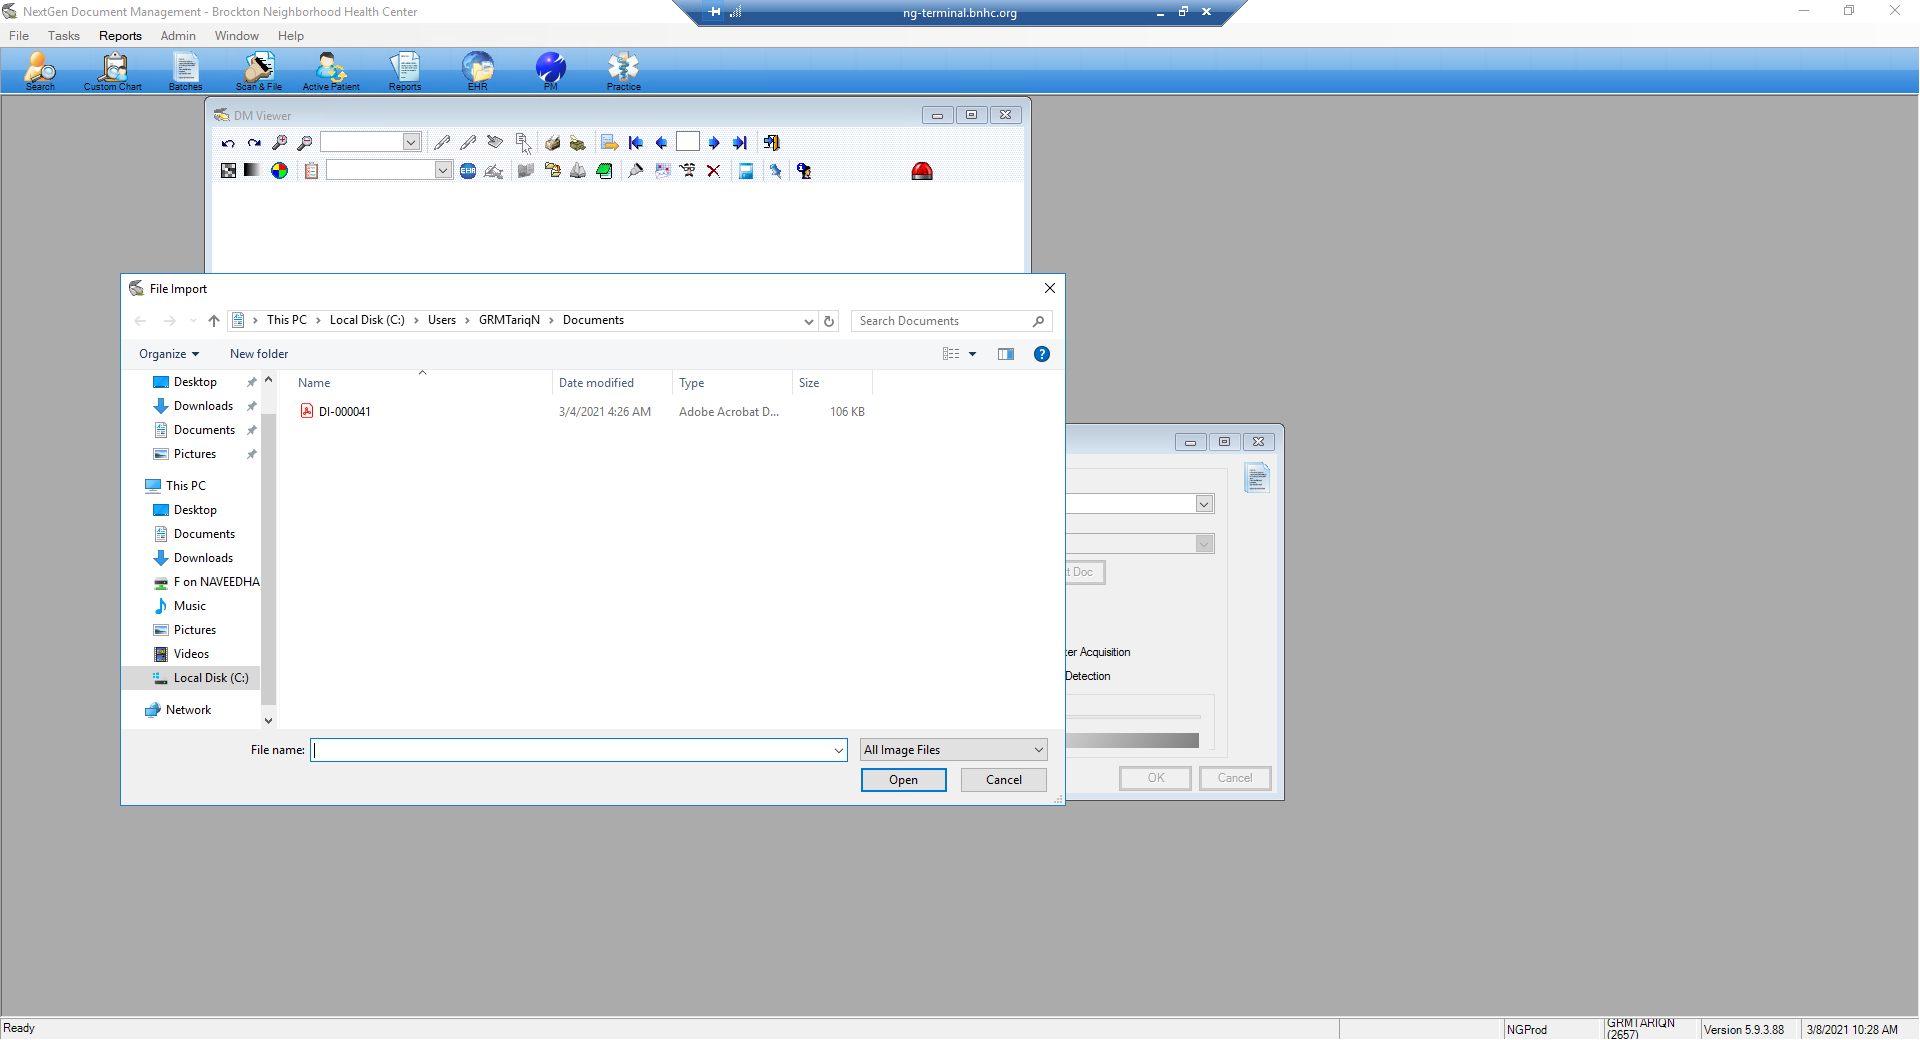 NextGen Document Management - Brockton Neighborhood Health Center
ng-terminal.bnhc.org
File Tasks Reports Admin Window Help
Search Custom Chart Batches Scan & File Active Patient Reports EHR PM Practice
DM Viewer
EHR
File Import
This PC > Local Disk (C:) > Users > GRMTariqN > Documents
Search Documents
Organize New folder
?
Name Date modified Type Size
DI-000041 3/4/2021 4:26 AM Adobe Acrobat D... 106 KB
Desktop
Downloads
Documents
Pictures
This PC
Desktop
Documents
Downloads
F on NAVEEDHA
Music
Pictures
Videos
Local Disk (C:)
Network
t Doc
er Acquisition
Detection
File name:
All Image Files
Open Cancel
OK Cancel
Ready
NGProd
GRMTARIQN
(2657)
Version 5.9.3.88
3/8/2021 10:28 AM